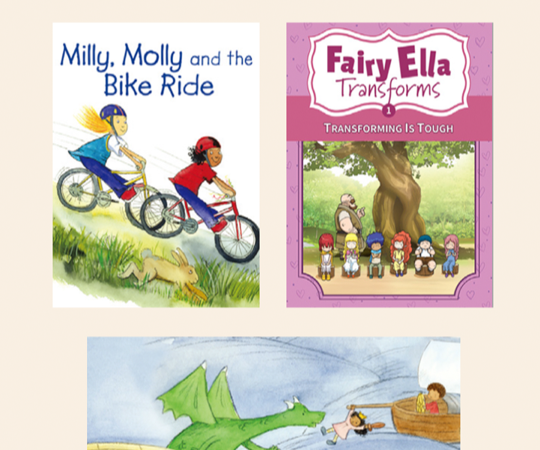 Milly, Molly and the
Bike Ride
Fairy Ella
Transforms
1
TRANSFORMING IS TOUGH